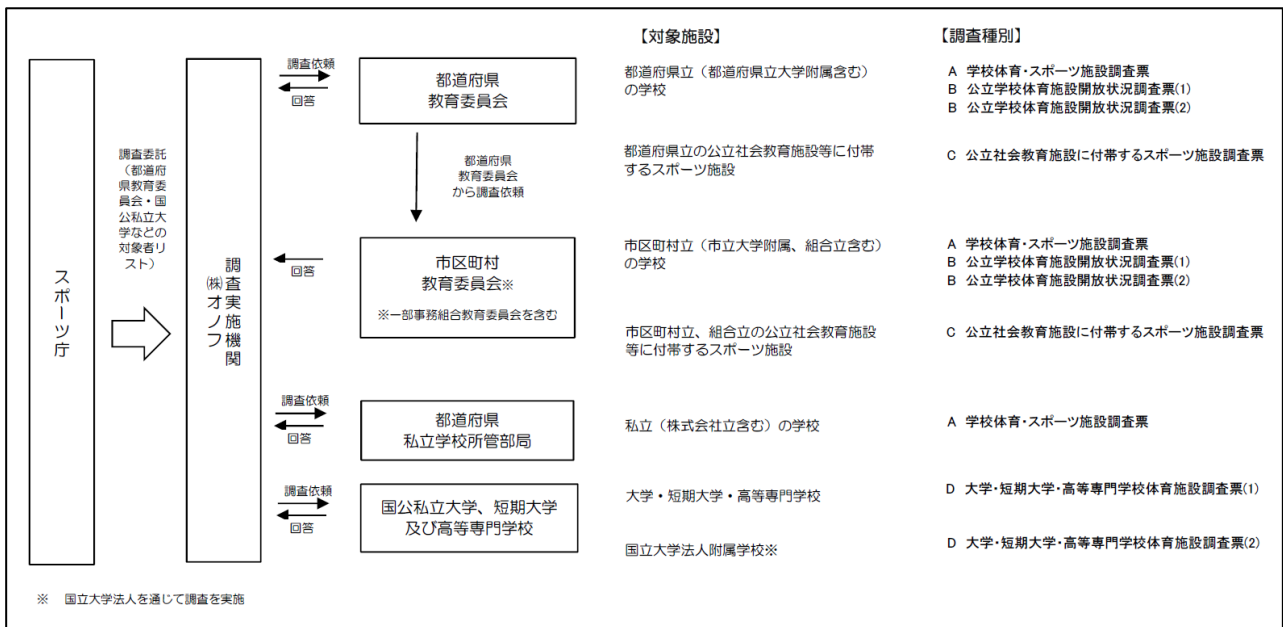 【対象施設】
【調査種別】
スポーツ庁
調査委託
（都道府
県教育委
員会・国
公私立大
学などの
対象者リ
スト）
調査実施機関
㈱オノフ
調査依頼
回答
都道府県
教育委員会
都道府県立（都道府県立大学附属含む）
の学校
A 学校体育・スポーツ施設調査票
B 公立学校体育施設開放状況調査票(1)
B 公立学校体育施設開放状況調査票(2)
都道府県
教育委員会
から調査依頼
都道府県立の公立社会教育施設等に付帯
するスポーツ施設
C 公立社会教育施設に付帯するスポーツ施設調査票
回答
市区町村
教育委員会※
※一部事務組合教育委員会を含む
市区町村立（市立大学附属、組合立含む）
の学校
A 学校体育・スポーツ施設調査票
B 公立学校体育施設開放状況調査票(1)
B 公立学校体育施設開放状況調査票(2)
市区町村立、組合立の公立社会教育施設
等に付帯するスポーツ施設
C 公立社会教育施設に付帯するスポーツ施設調査票
調査依頼
回答
都道府県
私立学校所管部局
私立（株式会社立含む）の学校
A 学校体育・スポーツ施設調査票
調査依頼
回答
国公私立大学、短期大学
及び高等専門学校
大学・短期大学・高等専門学校
D 大学・短期大学・高等専門学校体育施設調査票(1)
国立大学法人附属学校※
D 大学・短期大学・高等専門学校体育施設調査票(2)
※ 国立大学法人を通じて調査を実施